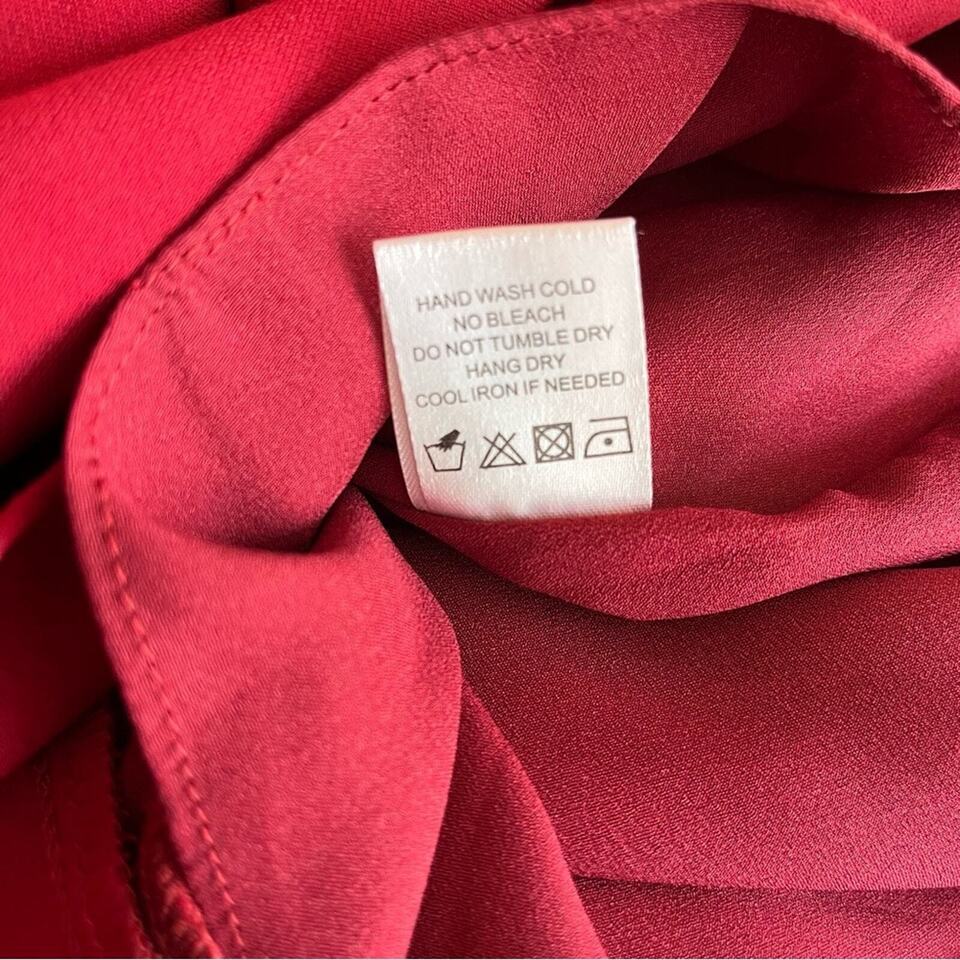 HAND WASH COLD
NO BLEACH
DO NOT TUMBLE DRY
HANG DRY
COOL IRON IF NEEDED